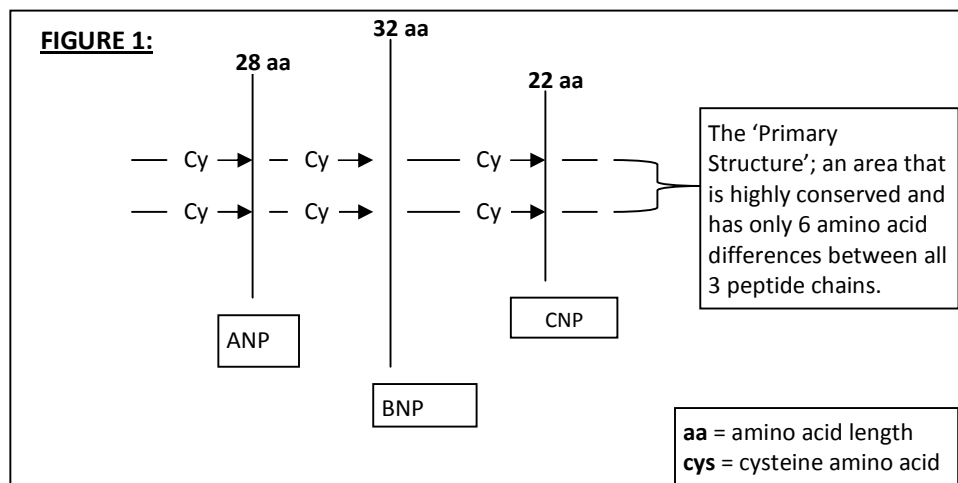 FIGURE 1:
32 aa
28 aa
22 aa
The ‘Primary
Structure’; an area that
is highly conserved and
has only 6 amino acid
differences between all
3 peptide chains.
Cy Cy Cy
Cy Cy Cy
CNP
ANP
BNP
aa = amino acid length
cys = cysteine amino acid